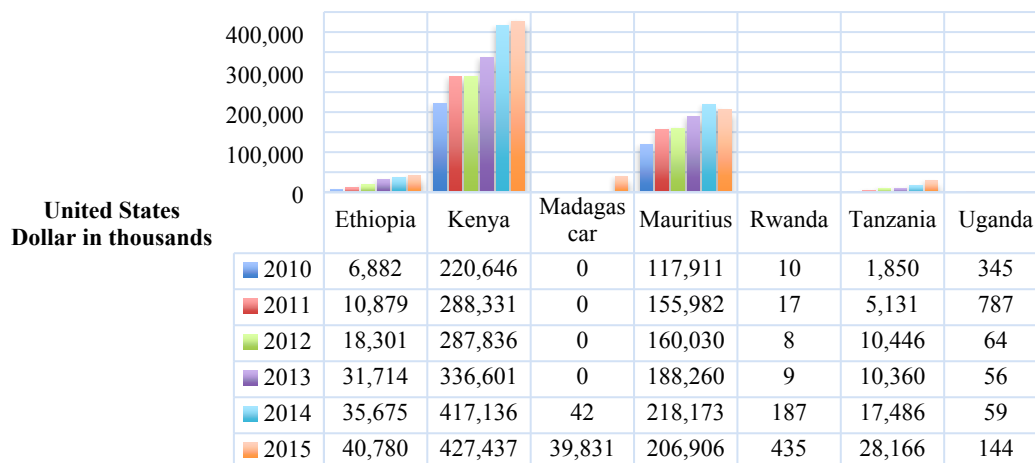 400,000
300,000
200,000
100,000
0
United States
Dollar in thousands
Ethiopia Kenya Madagas
car Mauritius Rwanda Tanzania Uganda
2010 6,882 220,646 0 117,911 10 1,850 345
2011 10,879 288,331 0 155,982 17 5,131 787
2012 18,301 287,836 0 160,030 8 10,446 64
2013 31,714 336,601 0 188,260 9 10,360 56
2014 35,675 417,136 42 218,173 187 17,486 59
2015 40,780 427,437 39,831 206,906 435 28,166 144